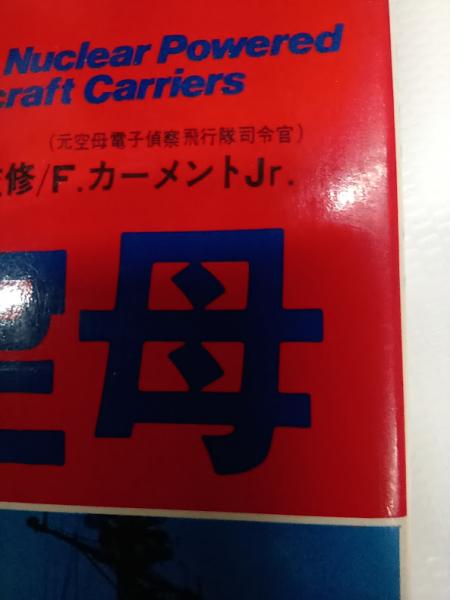 Nuclear Powered
craft Carriers
(元空母電子偵察飛行隊司令官)
修/F.カーメントJr.
母